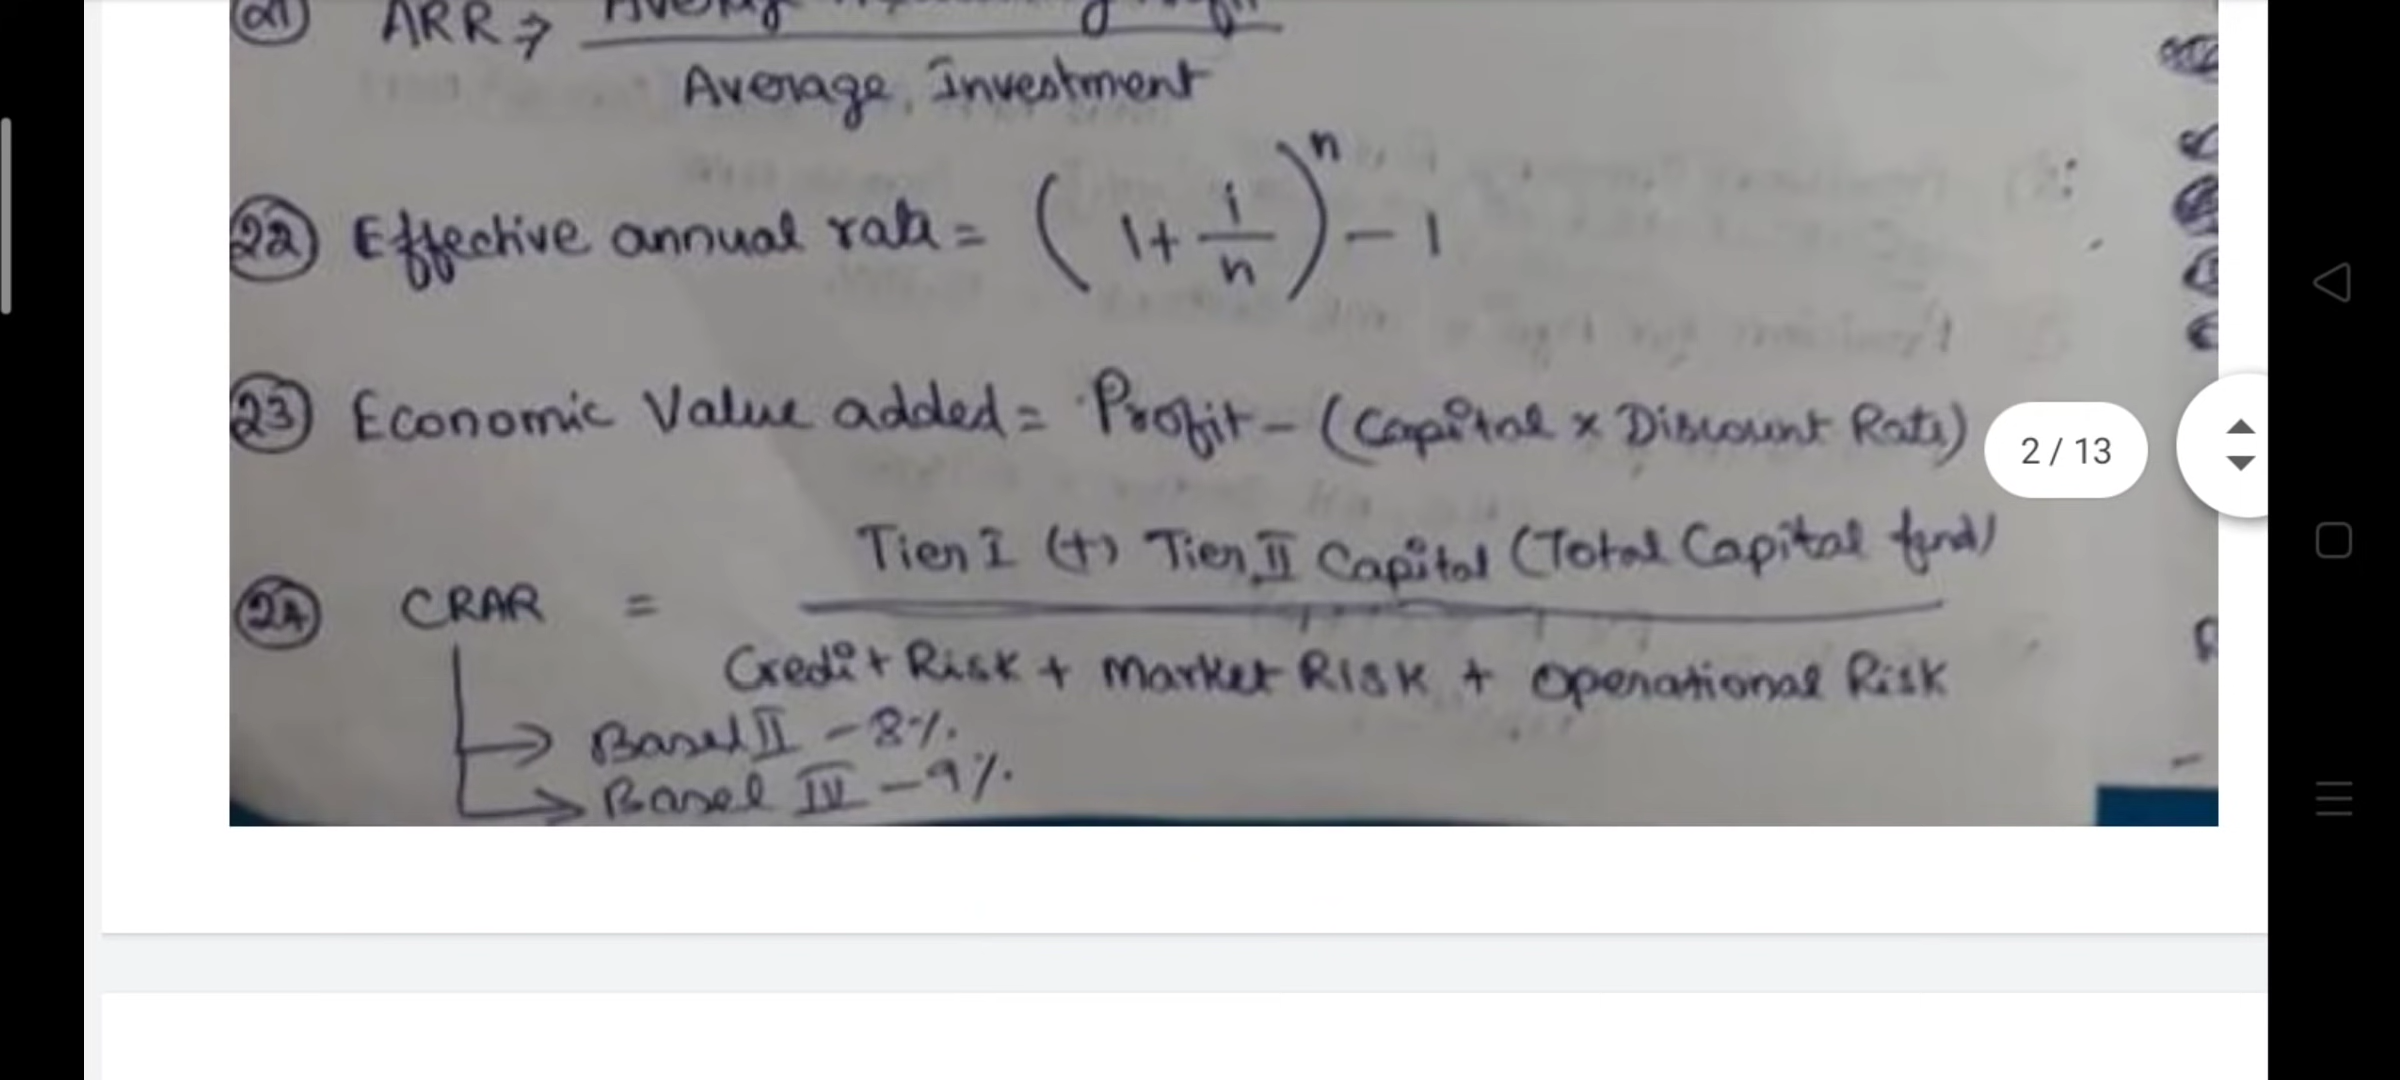 21 ARR ⇒ Average
Average Investment
22 Effective annual rate = (1 + i/n)ⁿ - 1
23 Economic Value added = Profit - (Capital x Discount Rate)
2 / 13
Tier I (+) Tier II Capital (Total Capital fund)
24 CRAR =
Credit Risk + Market Risk + Operational Risk
→ Basel II - 8%.
→ Basel IV - 9%.